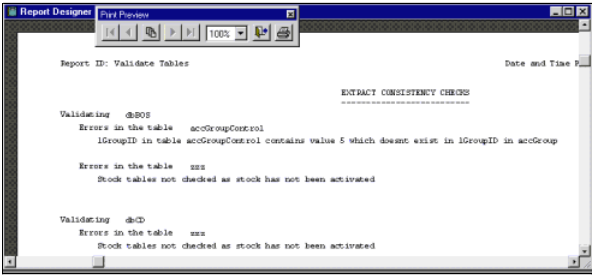 Report Designer
Print Preview
100%
Report ID: Validate Tables Date and Time P
EXTRACT CONSISTENCY CHECKS
Validating dbBOS
Errors in the table accGroupControl
lGroupID in table accGroupControl contains value 5 which doesnt exist in lGroupID in accGroup
Errors in the table zzz
Stock tables not checked as stock has not been activated
Validating dbCD
Errors in the table zzz
Stock tables not checked as stock has not been activated